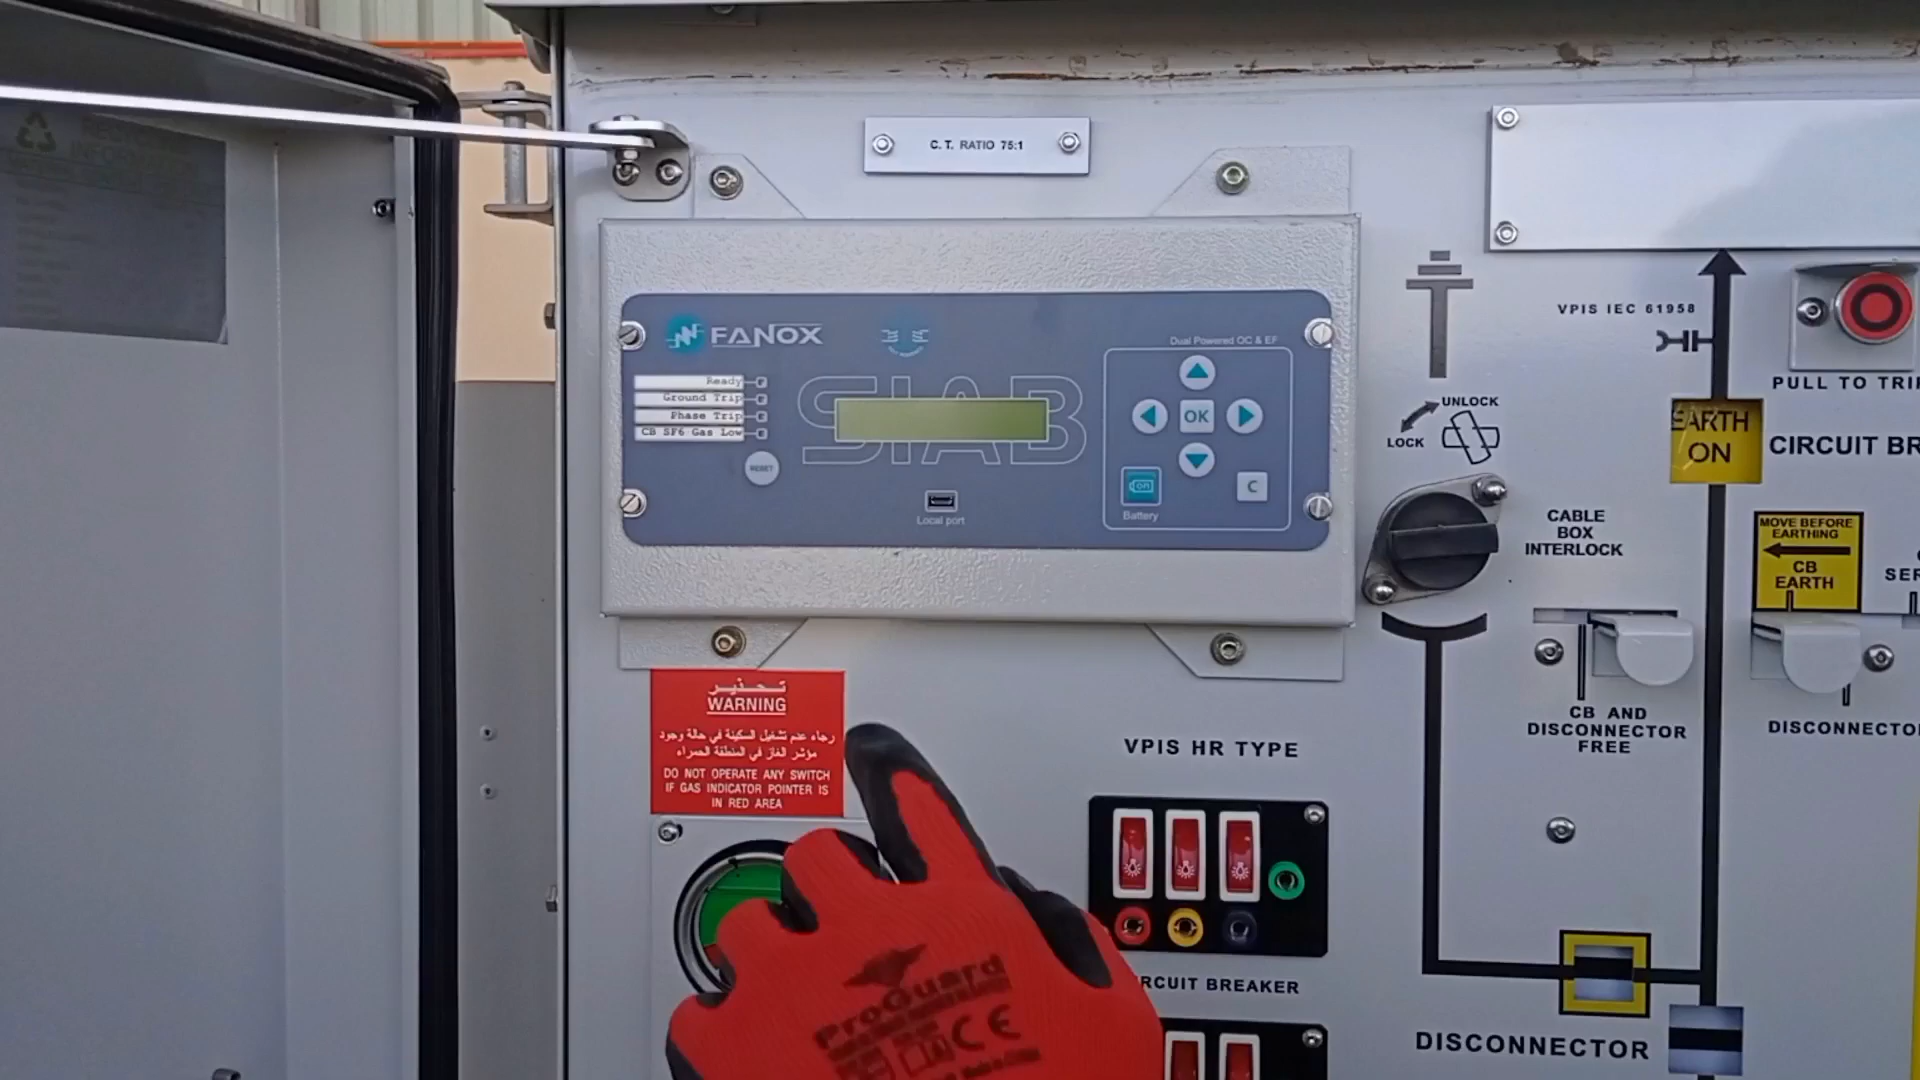 C.T. RATIO 75:1
FANOX
Dual Powered OC & EF
Ready
Ground Trip
Phase Trip
CB SF6 Gas Low
RESET
SIAB
OK
on
C
Battery
Local port
تحذير
WARNING
رجاء عدم تشغيل السكينة في حالة وجود
مؤشر الغاز في المنطقة الحمراء
DO NOT OPERATE ANY SWITCH
IF GAS INDICATOR POINTER IS
IN RED AREA
VPIS IEC 61958
PULL TO TRIP
UNLOCK
LOCK
EARTH
ON
CIRCUIT BR
CABLE
BOX
INTERLOCK
MOVE BEFORE
EARTHING
CB
EARTH
SER
CB AND
DISCONNECTOR
FREE
DISCONNECTO
VPIS HR TYPE
RCUIT BREAKER
DISCONNECTOR
ProGuard
CE